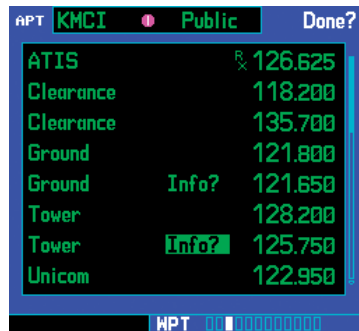 APT KMCI Public Done?
ATIS Rx 126.625
Clearance 118.200
Clearance 135.700
Ground 121.800
Ground Info? 121.650
Tower 128.200
Tower Info? 125.750
Unicom 122.950
WPT